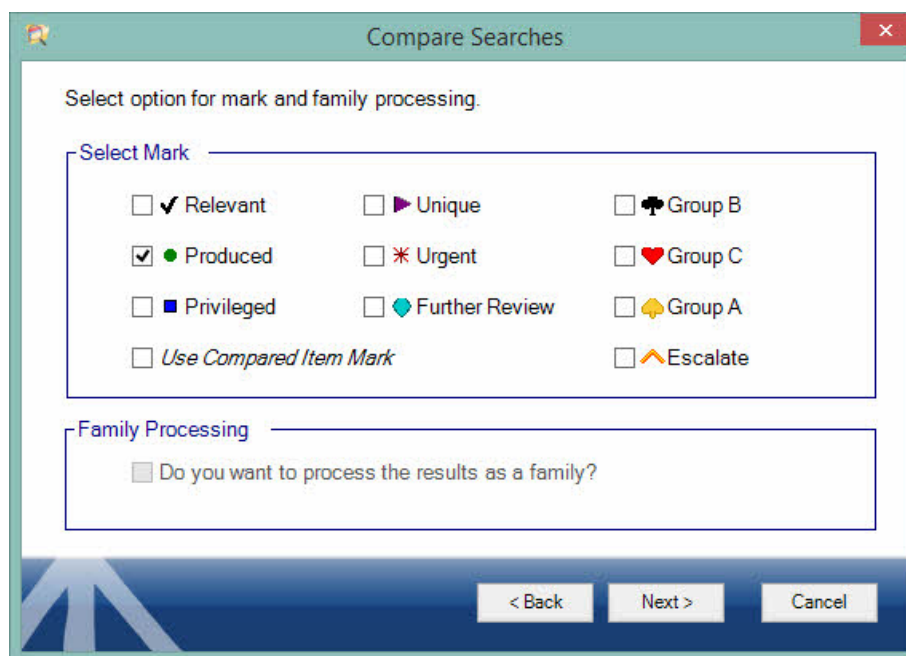 Compare Searches
Select option for mark and family processing.
Select Mark
Relevant Unique Group B
Produced Urgent Group C
Privileged Further Review Group A
Use Compared Item Mark Escalate
Family Processing
Do you want to process the results as a family?
< Back Next > Cancel